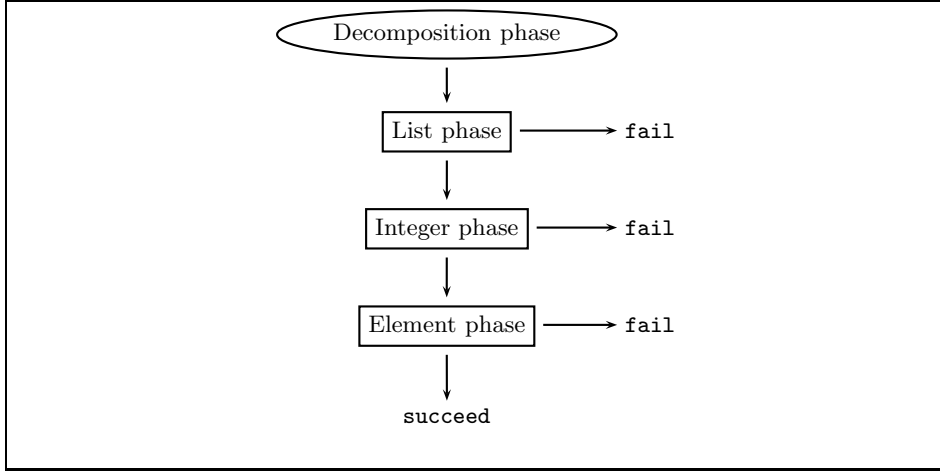 Decomposition phase
List phase fail
Integer phase fail
Element phase fail
succeed